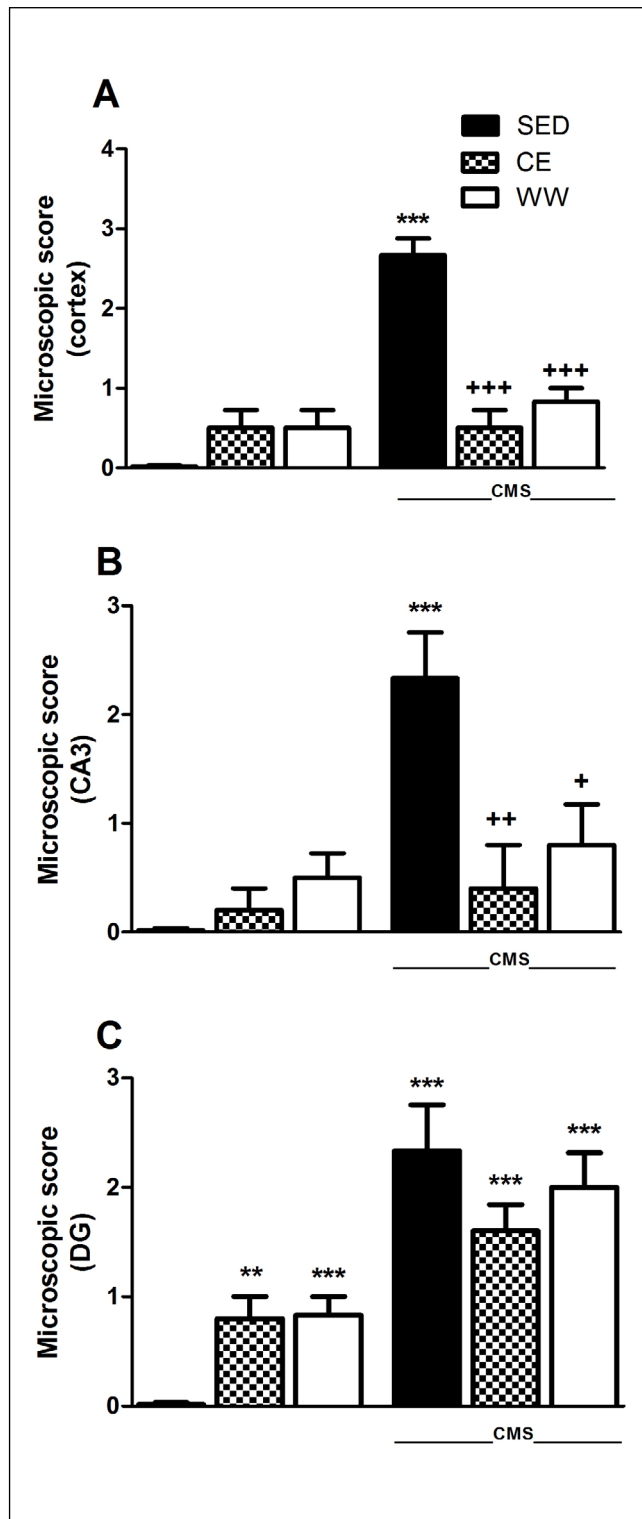 A
SED
CE
WW
Microscopic score
(cortex)
4
3
2
1
0
***
+++
+++
CMS
B
Microscopic score
(CA3)
3
2
1
0
***
++
+
CMS
C
Microscopic score
(DG)
3
2
1
0
**
***
***
***
***
CMS